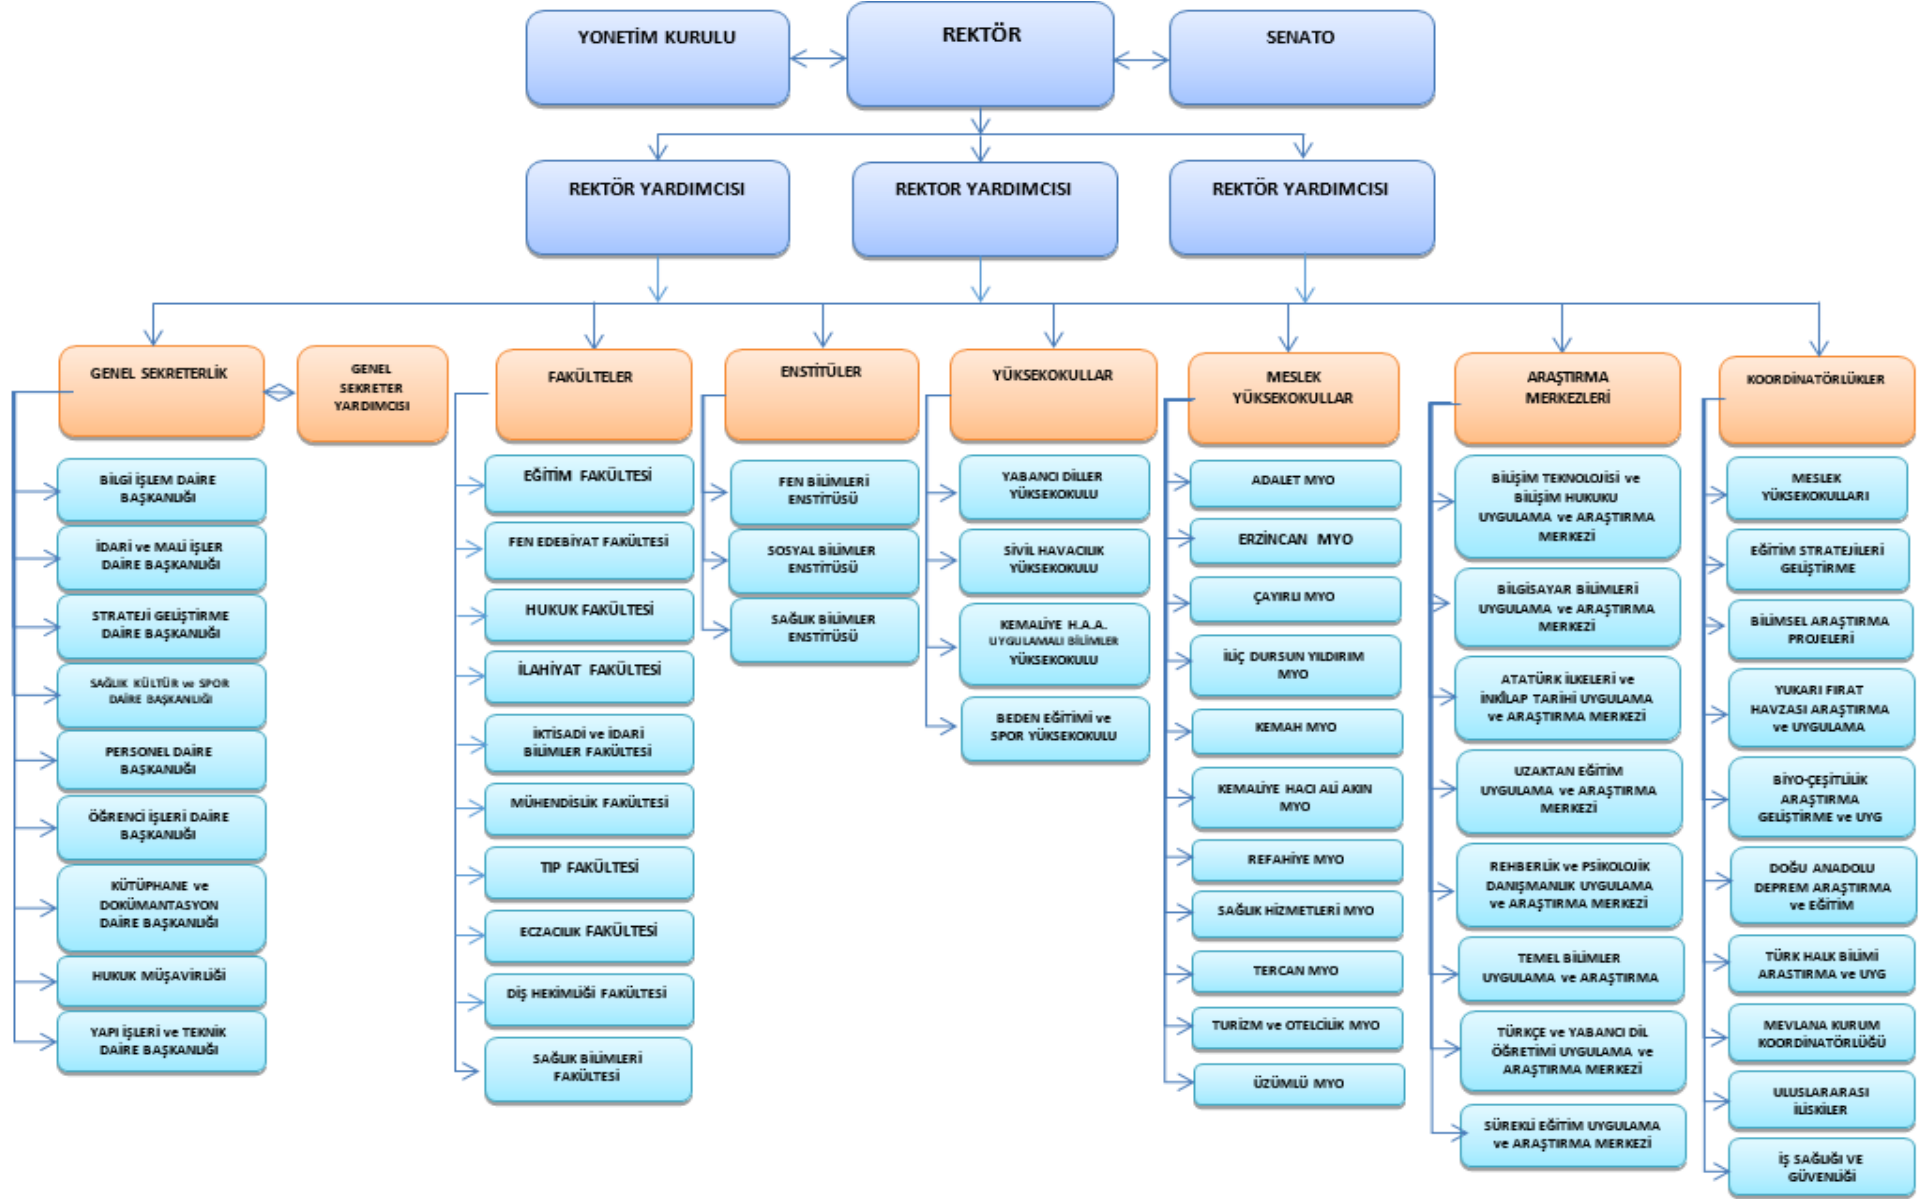 YONETİM KURULU
REKTÖR
SENATO
REKTÖR YARDIMCISI
REKTOR YARDIMCISI
REKTÖR YARDIMCISI
GENEL SEKRETERLİK
GENEL
SEKRETER
YARDIMCISI
FAKÜLTELER
ENSTİTÜLER
YÜKSEKOKULLAR
MESLEK
YÜKSEKOKULLAR
ARAŞTIRMA
MERKEZLERİ
KOORDİNATÖRLÜKLER
BİLGİ İŞLEM DAİRE
BAŞKANLIĞI
İDARİ ve MALİ İŞLER
DAİRE BAŞKANLIĞI
STRATEJİ GELİŞTİRME
DAİRE BAŞKANLIĞI
SAĞLIK KÜLTÜR ve SPOR
DAİRE BAŞKANLIĞI
PERSONEL DAİRE
BAŞKANLIĞI
ÖĞRENCİ İŞLERİ DAİRE
BAŞKANLIĞI
KÜTÜPHANE ve
DOKÜMANTASYON
DAİRE BAŞKANLIĞI
HUKUK MÜŞAVİRLİĞİ
YAPI İŞLERİ ve TEKNİK
DAİRE BAŞKANLIĞI
EĞİTİM FAKÜLTESİ
FEN EDEBİYAT FAKÜLTESİ
HUKUK FAKÜLTESİ
İLAHİYAT FAKÜLTESİ
İKTİSADİ ve İDARİ
BİLİMLER FAKÜLTESİ
MÜHENDİSLİK FAKÜLTESİ
TIP FAKÜLTESİ
ECZACILIK FAKÜLTESİ
DİŞ HEKİMLİĞİ FAKÜLTESİ
SAĞLIK BİLİMLERİ
FAKÜLTESİ
FEN BİLİMLERİ
ENSTİTÜSÜ
SOSYAL BİLİMLER
ENSTİTÜSÜ
SAĞLIK BİLİMLER
ENSTİTÜSÜ
YABANCI DİLLER
YÜKSEKOKULU
SİVİL HAVACILIK
YÜKSEKOKULU
KEMALİYE H.A.A.
UYGULAMALI BİLİMLER
YÜKSEKOKULU
BEDEN EĞİTİMİ ve
SPOR YÜKSEKOKULU
ADALET MYO
ERZİNCAN MYO
ÇAYIRLI MYO
İLİÇ DURSUN YILDIRIM
MYO
KEMAH MYO
KEMALİYE HACI ALİ AKIN
MYO
REFAHİYE MYO
SAĞLIK HİZMETLERİ MYO
TERCAN MYO
TURİZM ve OTELCİLİK MYO
ÜZÜMLÜ MYO
BİLİŞİM TEKNOLOJİSİ ve
BİLİŞİM HUKUKU
UYGULAMA ve ARAŞTIRMA
MERKEZİ
BİLGİSAYAR BİLİMLERİ
UYGULAMA ve ARAŞTIRMA
MERKEZİ
ATATÜRK İLKELERİ ve
İNKİLAP TARİHİ UYGULAMA
ve ARAŞTIRMA MERKEZİ
UZAKTAN EĞİTİM
UYGULAMA ve ARAŞTIRMA
MERKEZİ
REHBERLİK ve PSİKOLOJİK
DANIŞMANLIK UYGULAMA
ve ARAŞTIRMA MERKEZİ
TEMEL BİLİMLER
UYGULAMA ve ARAŞTIRMA
TÜRKÇE ve YABANCI DİL
ÖĞRETİMİ UYGULAMA ve
ARAŞTIRMA MERKEZİ
SÜREKLİ EĞİTİM UYGULAMA
ve ARAŞTIRMA MERKEZİ
MESLEK
YÜKSEKOKULLARI
EĞİTİM STRATEJİLERİ
GELİŞTİRME
BİLİMSEL ARAŞTIRMA
PROJELERİ
YUKARI FIRAT
HAVZASI ARAŞTIRMA
ve UYGULAMA
BİYO-ÇEŞİTLİLİK
ARAŞTIRMA
GELİŞTİRME ve UYG
DOĞU ANADOLU
DEPREM ARAŞTIRMA
ve EĞİTİM
TÜRK HALK BİLİMİ
ARASTIRMA ve UYG
MEVLANA KURUM
KOORDİNATÖRLÜĞÜ
ULUSLARARASI
İLİSKİLER
İŞ SAĞLIĞI VE
GÜVENLİĞİ